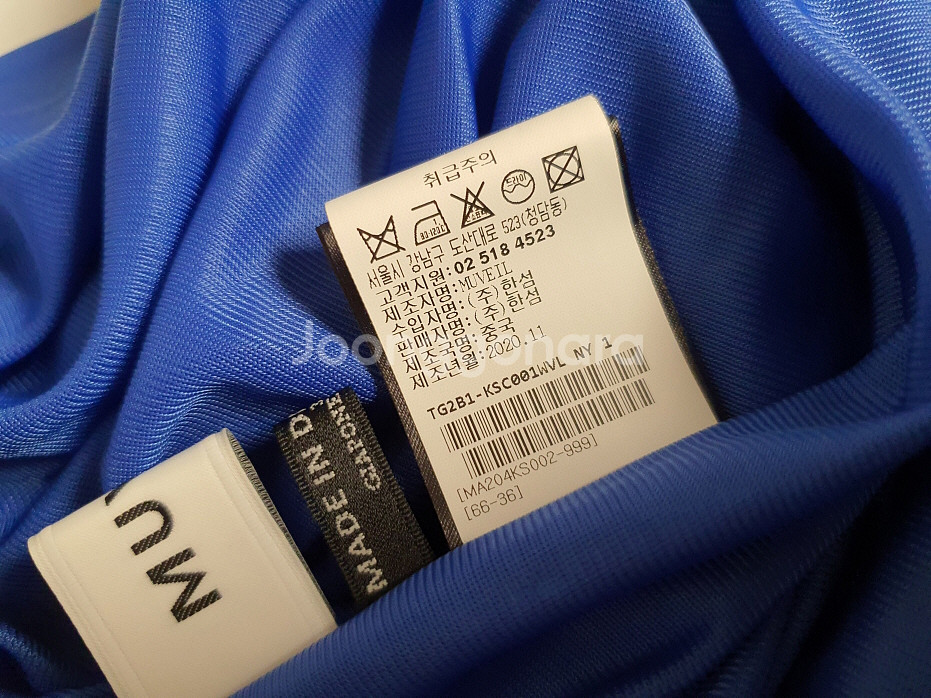 취급주의
드라이
서울시 강남구 도산대로 523(청담동)
고객지원:02 518 4523
제조자명:MUVEIL
수입자명:(주)한섬
판매자명:(주)한섬
제조국명:중국
제조년월:2020.11
TG2B1-KSC001WVL NY 1
[MA204KS002-999]
[66-36]
MADE IN
MU